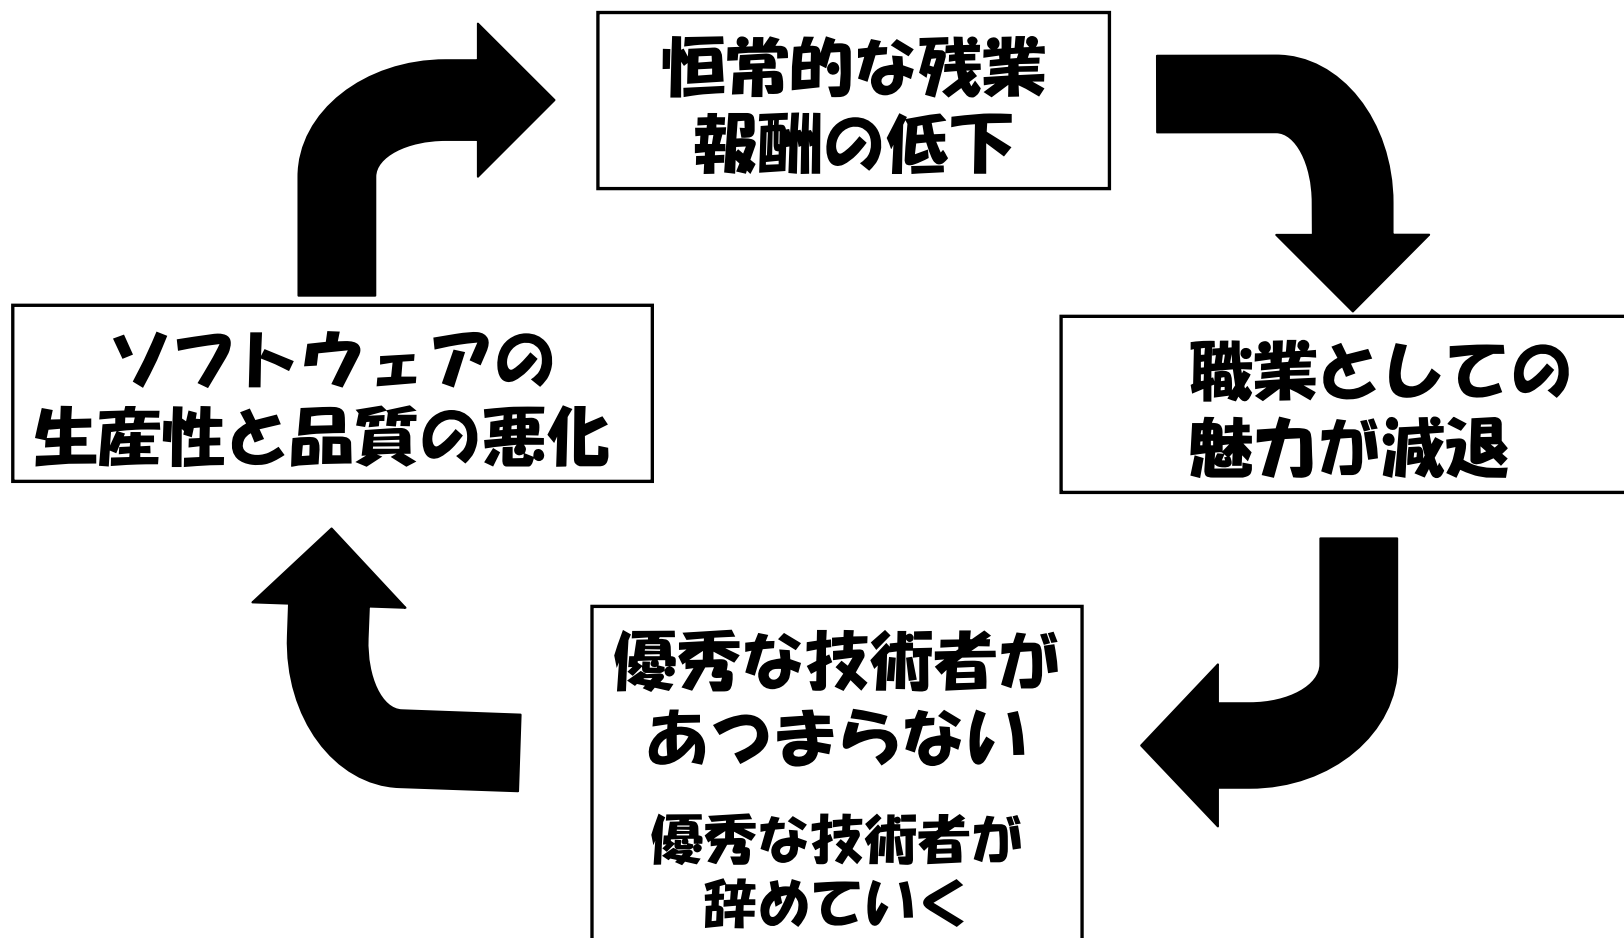 恒常的な残業
報酬の低下
ソフトウェアの
生産性と品質の悪化
職業としての
魅力が減退
優秀な技術者が
あつまらない
優秀な技術者が
辞めていく